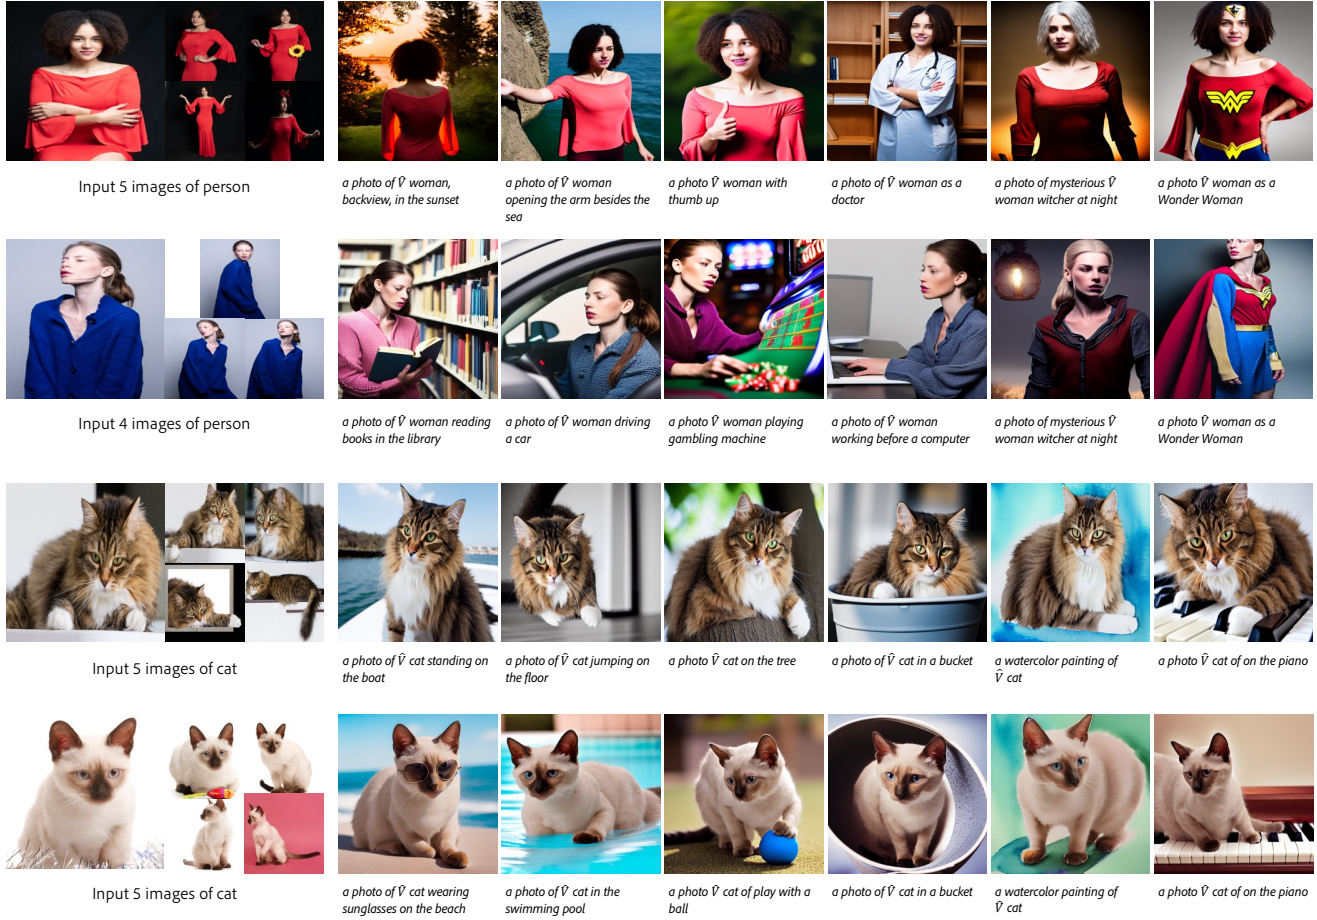 Input 5 images of person
a photo of V̂ woman,
backview, in the sunset
a photo of V̂ woman
opening the arm besides the
sea
a photo V̂ woman with
thumb up
a photo of V̂ woman as a
doctor
a photo of mysterious V̂
woman witcher at night
a photo V̂ woman as a
Wonder Woman
Input 4 images of person
a photo of V̂ woman reading
books in the library
a photo of V̂ woman driving
a car
a photo V̂ woman playing
gambling machine
a photo of V̂ woman
working before a computer
a photo of mysterious V̂
woman witcher at night
a photo V̂ woman as a
Wonder Woman
Input 5 images of cat
a photo of V̂ cat standing on
the boat
a photo of V̂ cat jumping on
the floor
a photo V̂ cat on the tree
a photo of V̂ cat in a bucket
a watercolor painting of
V̂ cat
a photo V̂ cat of on the piano
Input 5 images of cat
a photo of V̂ cat wearing
sunglasses on the beach
a photo of V̂ cat in the
swimming pool
a photo V̂ cat of play with a
ball
a photo of V̂ cat in a bucket
a watercolor painting of
V̂ cat
a photo V̂ cat of on the piano